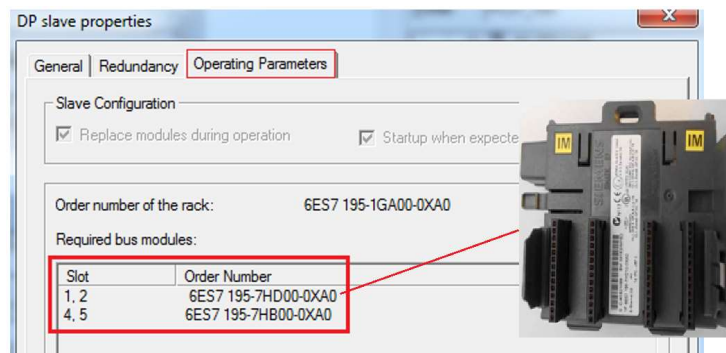 DP slave properties
General Redundancy Operating Parameters
Slave Configuration
Replace modules during operation Startup when expecte
Order number of the rack: 6ES7 195-1GA00-0XA0
Required bus modules:
Slot Order Number
1, 2 6ES7 195-7HD00-0XA0
4, 5 6ES7 195-7HB00-0XA0
IM IM
SIEMENS